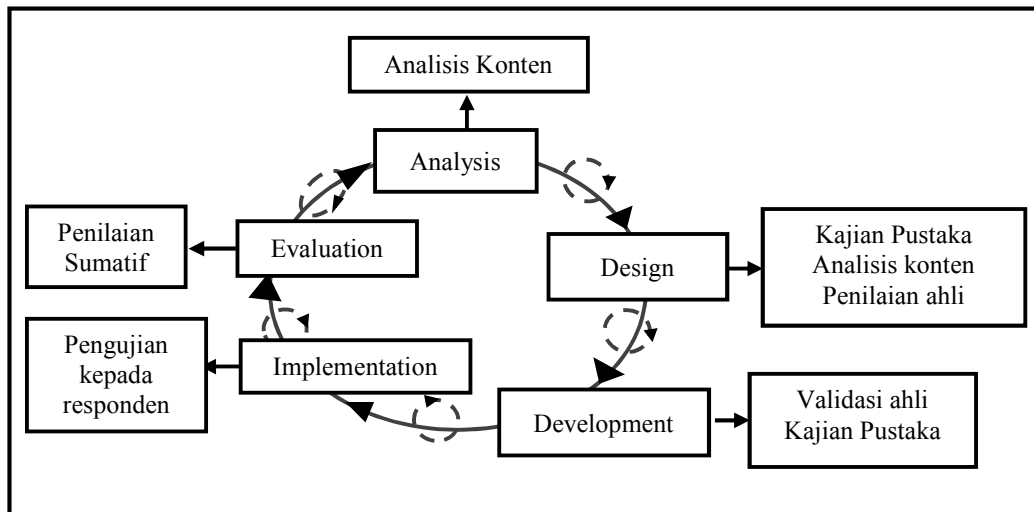 Analisis Konten
Analysis
Penilaian
Sumatif
Evaluation
Design
Kajian Pustaka
Analisis konten
Penilaian ahli
Pengujian
kepada
responden
Implementation
Development
Validasi ahli
Kajian Pustaka